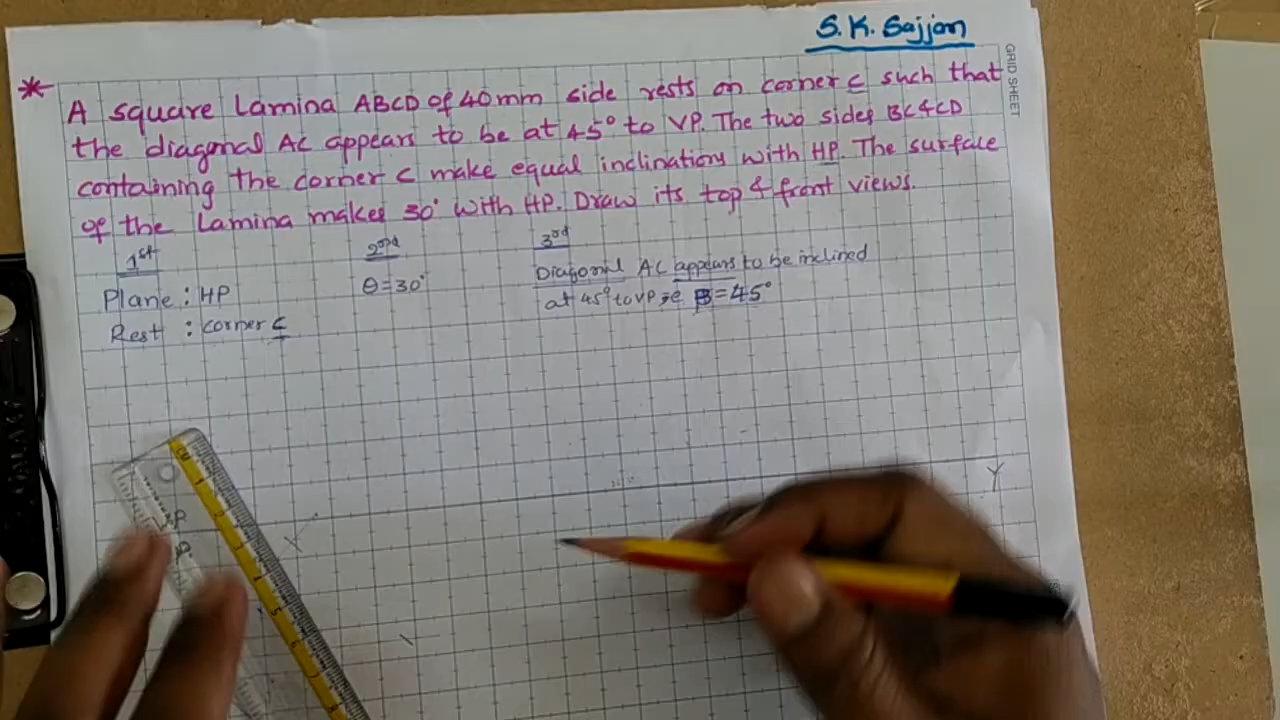 S. K. Sajjan
GRID SHEET
* A square Lamina ABCD of 40mm side rests on corner C such that
the diagonal AC appears to be at 45° to VP. The two sides BC & CD
containing the corner C make equal inclinations with HP. The surface
of the Lamina makes 30° with HP. Draw its top & front views.
1st
Plane : HP
Rest : corner C
2nd
θ = 30°
3rd
Diagonal AC appears to be inclined
at 45° to VP ie β = 45°
X
Y